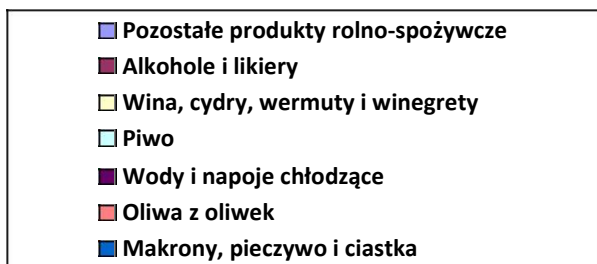 Pozostałe produkty rolno-spożywcze
Alkohole i likiery
Wina, cydry, wermuty i winegrety
Piwo
Wody i napoje chłodzące
Oliwa z oliwek
Makrony, pieczywo i ciastka